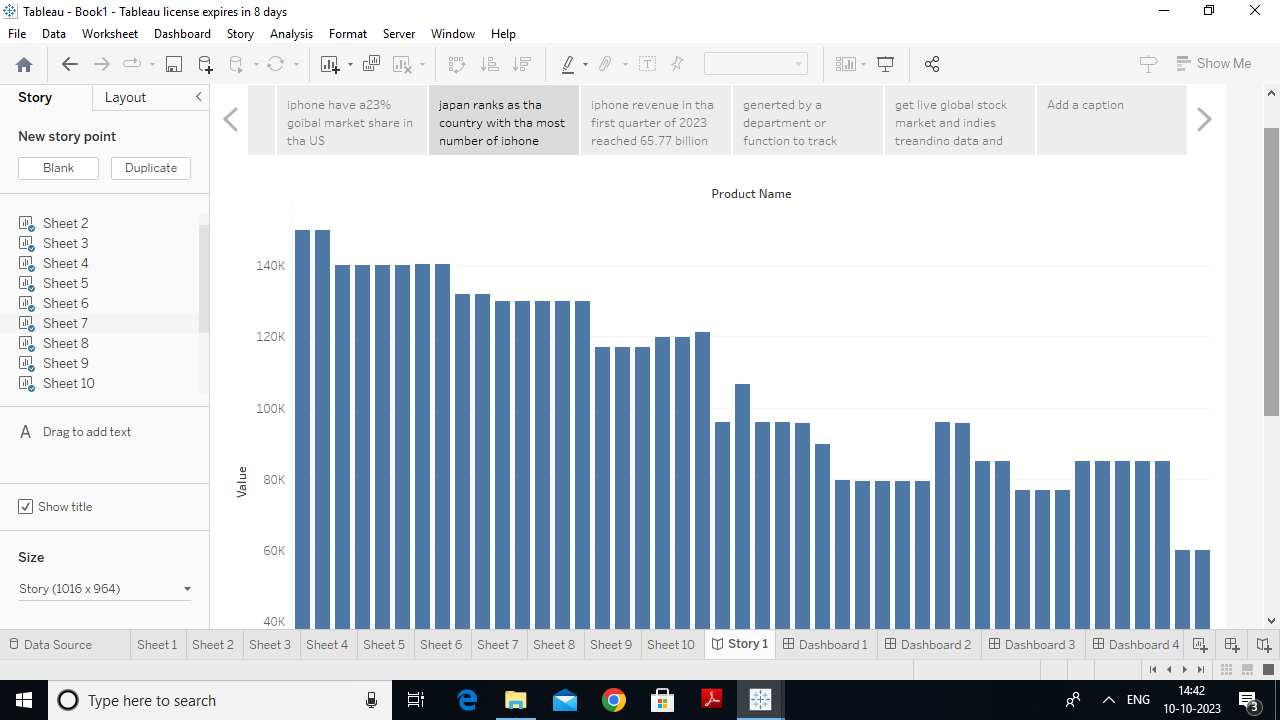 Tableau - Book1 - Tableau license expires in 8 days
File Data Worksheet Dashboard Story Analysis Format Server Window Help
Show Me
Story Layout
New story point
Blank Duplicate
Sheet 2
Sheet 3
Sheet 4
Sheet 5
Sheet 6
Sheet 7
Sheet 8
Sheet 9
Sheet 10
A Drag to add text
Show title
Size
Story (1016 x 964)
iphone have a23%
goibal market share in
tha US
japan ranks as tha
country with tha most
number of iphone
iphone revenue in tha
first quarter of 2023
reached 65.77 billion
generted by a
department or
function to track
get live global stock
market and indies
treanding data and
Add a caption
Product Name
Value
140K
120K
100K
80K
60K
40K
Data Source Sheet 1 Sheet 2 Sheet 3 Sheet 4 Sheet 5 Sheet 6 Sheet 7 Sheet 8 Sheet 9 Sheet 10 Story 1 Dashboard 1 Dashboard 2 Dashboard 3 Dashboard 4
Type here to search
ENG
14:42
10-10-2023
3